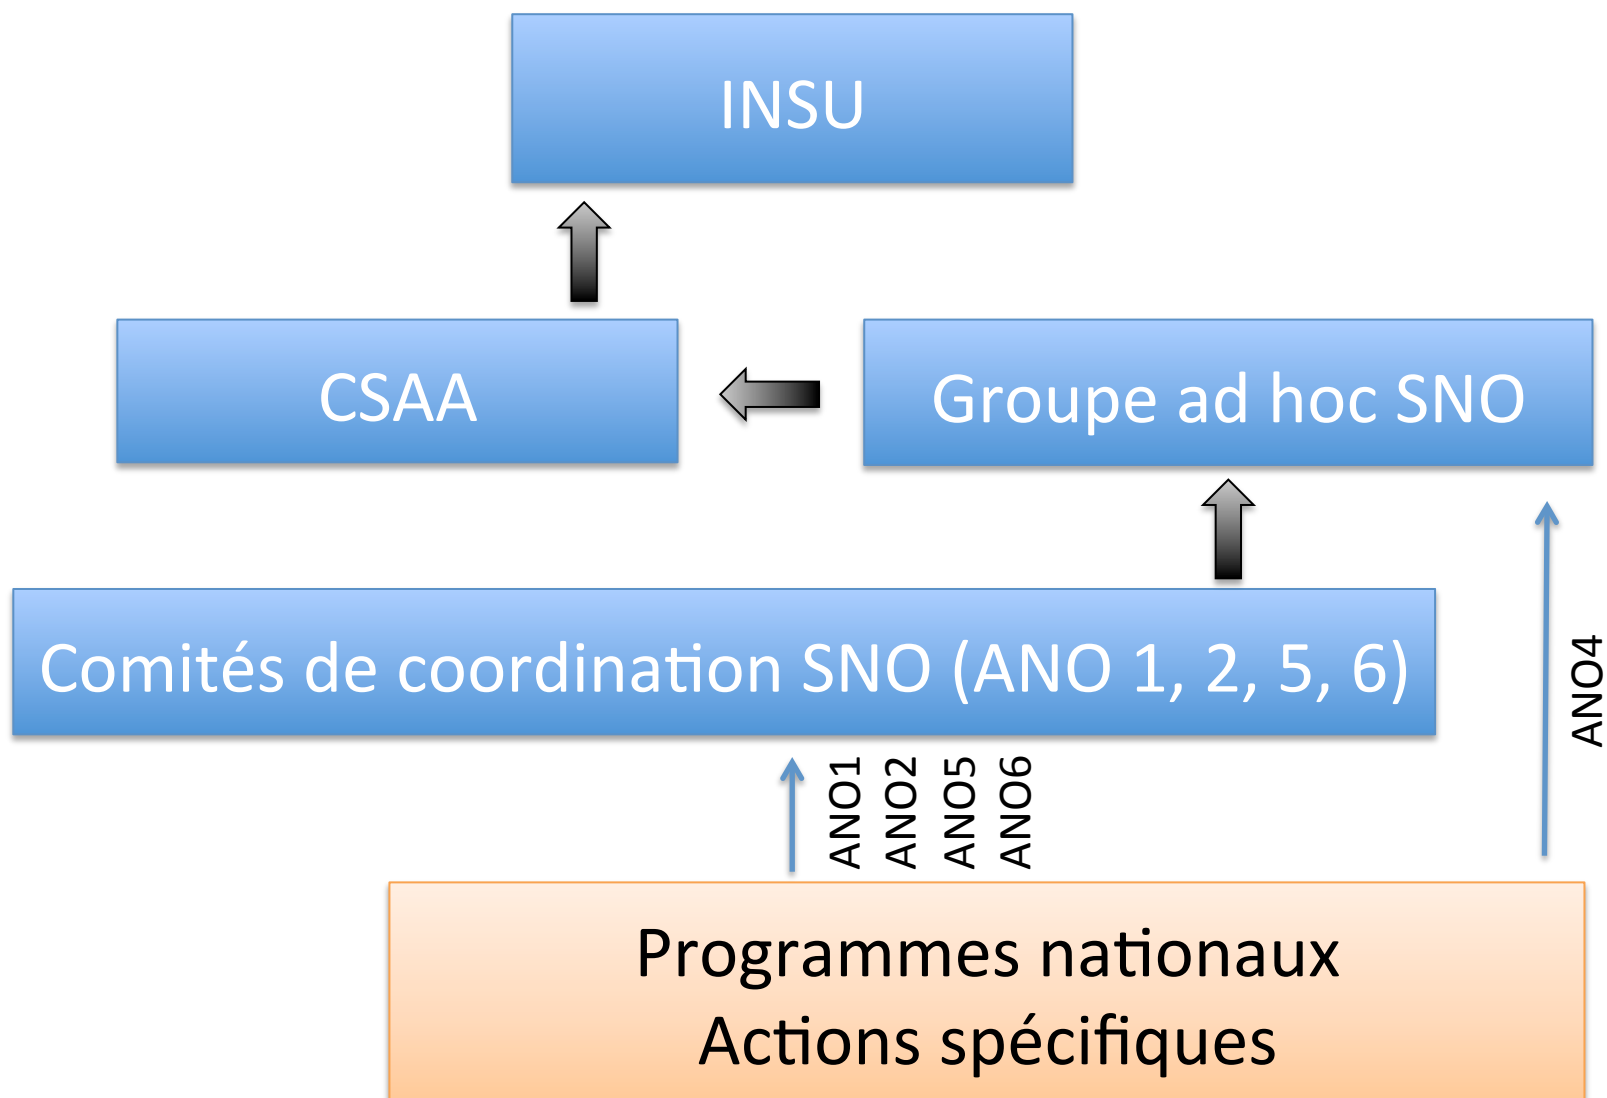 INSU
CSAA
Groupe ad hoc SNO
Comités de coordination SNO (ANO 1, 2, 5, 6)
ANO4
ANO1
ANO2
ANO5
ANO6
Programmes nationaux
Actions spécifiques